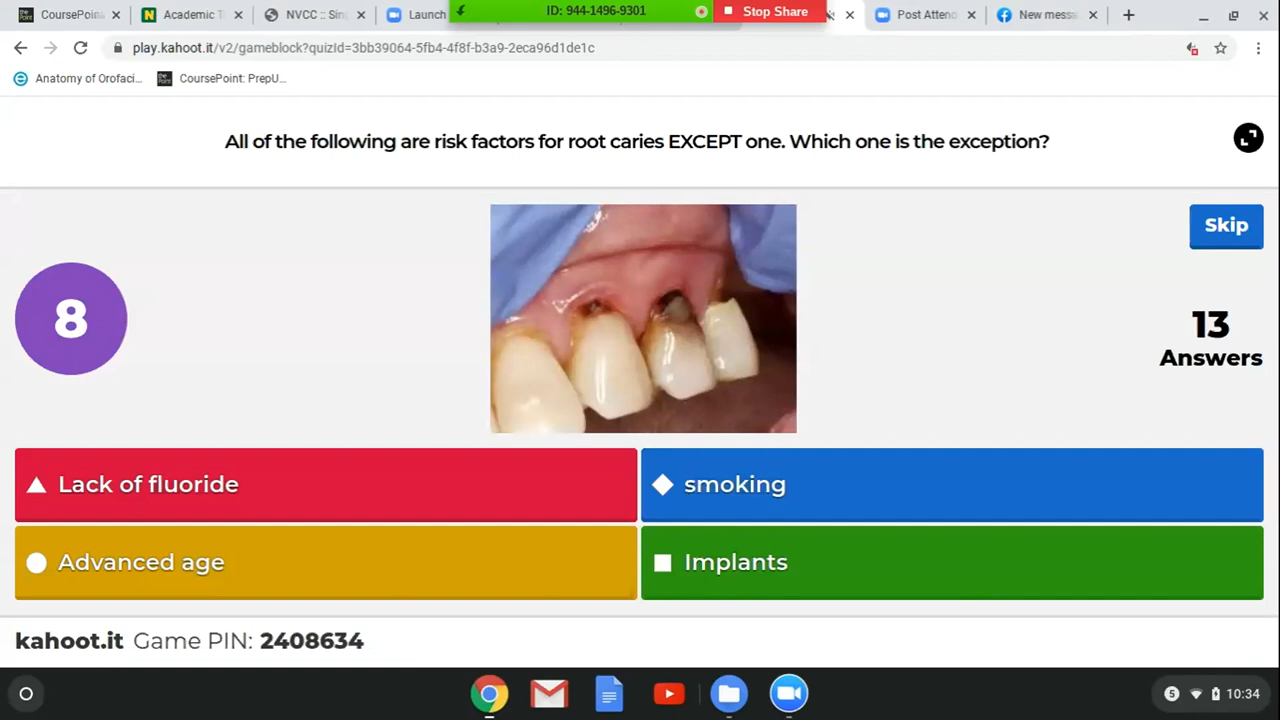 CoursePoin
Academic T
NVCC :: Sin
Launch
ID: 944-1496-9301
Stop Share
Post Atteno
New messa
play.kahoot.it/v2/gameblock?quizId=3bb39064-5fb4-4f8f-b3a9-2eca96d1de1c
Anatomy of Orofaci...
CoursePoint: PrepU...
All of the following are risk factors for root caries EXCEPT one. Which one is the exception?
Skip
8
13
Answers
Lack of fluoride
smoking
Advanced age
Implants
kahoot.it Game PIN: 2408634
5
10:34